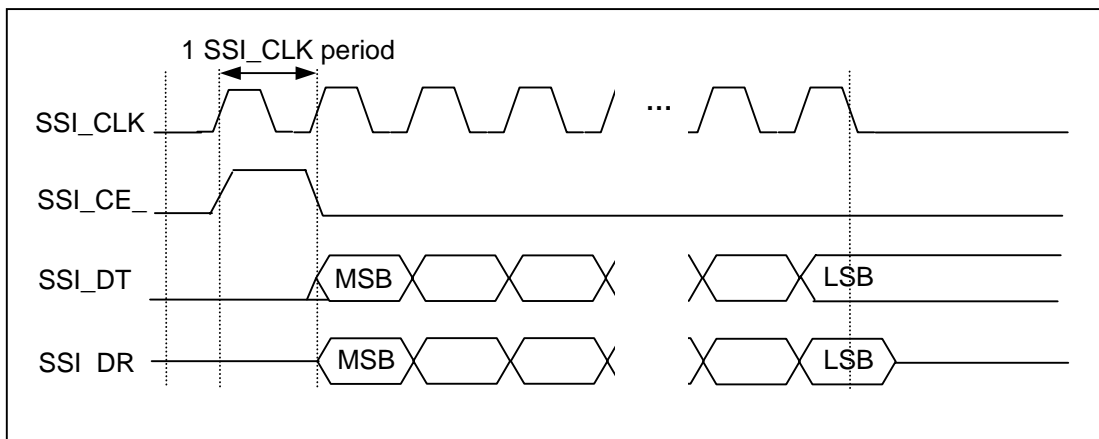 1 SSI_CLK period
SSI_CLK
...
SSI_CE_
SSI_DT
MSB
LSB
SSI DR
MSB
LSB